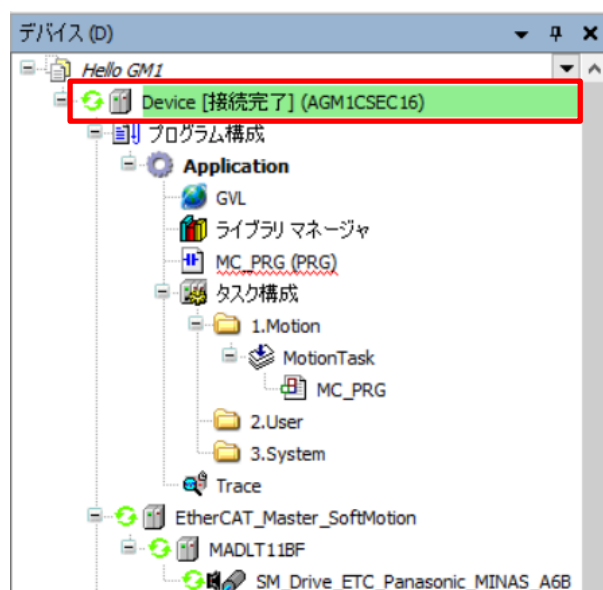 デバイス (D)
Hello GM1
Device [接続完了] (AGM1CSEC16)
プログラム構成
Application
GVL
ライブラリ マネージャ
MC_PRG (PRG)
タスク構成
1.Motion
MotionTask
MC_PRG
2.User
3.System
Trace
EtherCAT_Master_SoftMotion
MADLT11BF
SM_Drive_ETC_Panasonic_MINAS_A6B